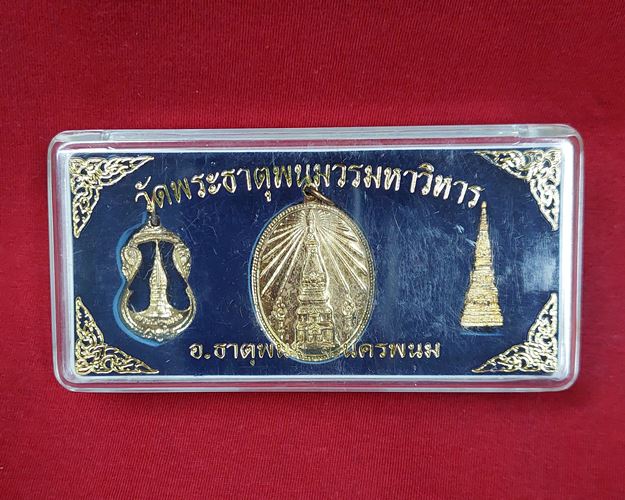 วัดพระธาตุพนมวรมหาวิหาร
อ.ธาตุพ นครพนม